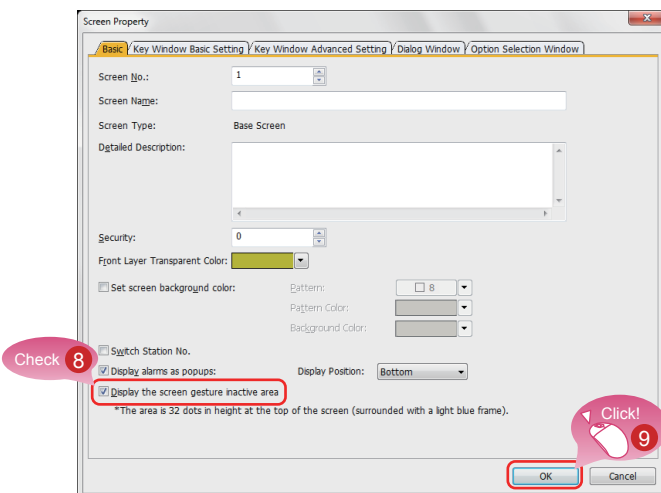 Screen Property
Basic Key Window Basic Setting Key Window Advanced Setting Dialog Window Option Selection Window
Screen No.: 1
Screen Name:
Screen Type: Base Screen
Detailed Description:
Security: 0
Front Layer Transparent Color:
Set screen background color: Pattern: 8
Pattern Color:
Background Color:
Switch Station No.
Check 8
Display alarms as popups: Display Position: Bottom
Display the screen gesture inactive area
*The area is 32 dots in height at the top of the screen (surrounded with a light blue frame).
Click!
9
OK Cancel